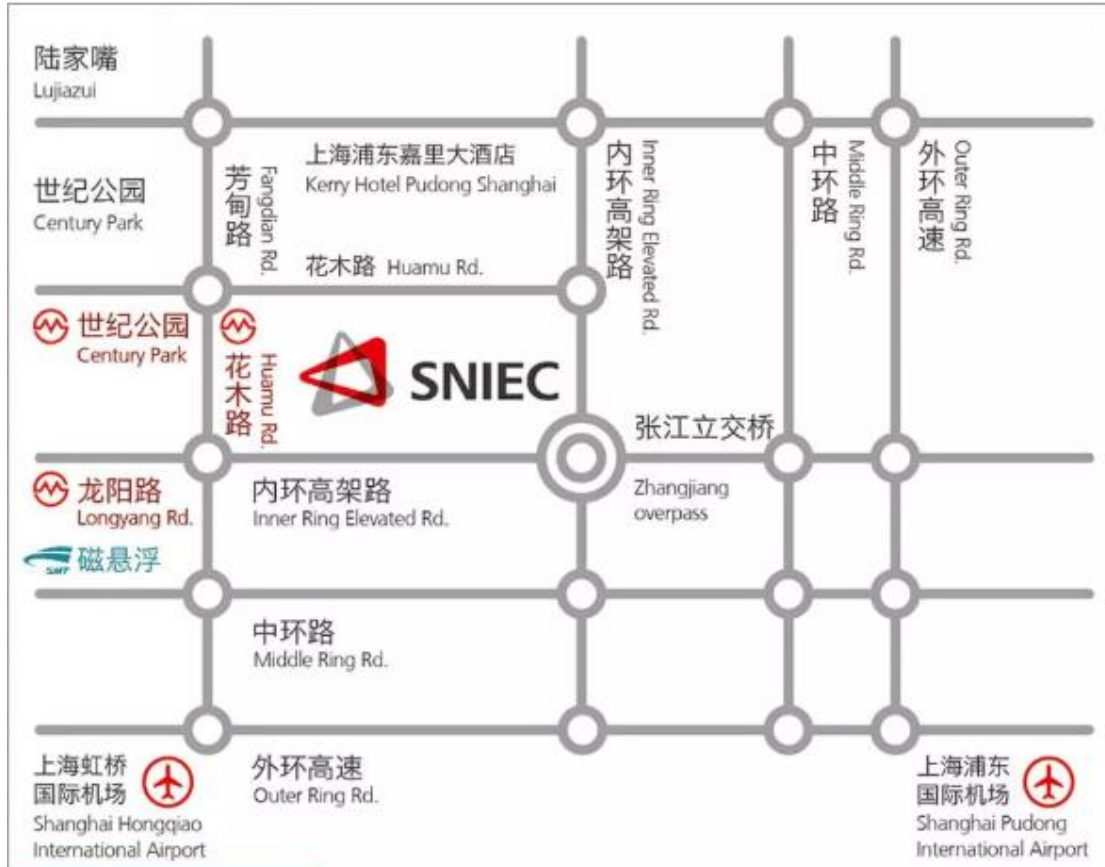 陆家嘴
Lujiazui
世纪公园
Century Park
芳甸路
Fangdian Rd.
上海浦东嘉里大酒店
Kerry Hotel Pudong Shanghai
内环高架路
Inner Ring Elevated Rd.
中环路
Middle Ring Rd.
外环高速
Outer Ring Rd.
花木路 Huamu Rd.
世纪公园
Century Park
花木路
Huamu Rd.
SNIEC
张江立交桥
Zhangjiang
overpass
龙阳路
Longyang Rd.
内环高架路
Inner Ring Elevated Rd.
SMT 磁悬浮
中环路
Middle Ring Rd.
上海虹桥
国际机场
Shanghai Hongqiao
International Airport
外环高速
Outer Ring Rd.
上海浦东
国际机场
Shanghai Pudong
International Airport